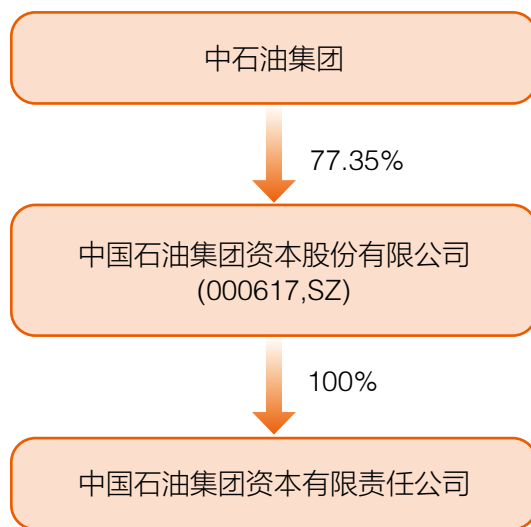 中石油集团
77.35%
中国石油集团资本股份有限公司
(000617,SZ)
100%
中国石油集团资本有限责任公司